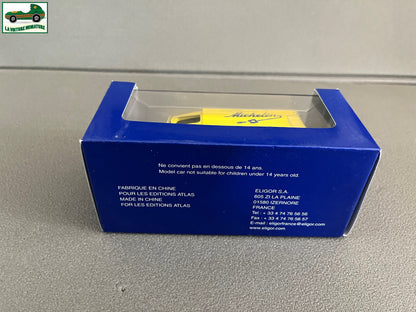 LA VOITURE MINIATURE
Michelin
Ne convient pas en dessous de 14 ans.
Model car not suitable for children under 14 years old.
FABRIQUE EN CHINE
POUR LES EDITIONS ATLAS
MADE IN CHINE
FOR LES EDITIONS ATLAS
ELIGOR S.A.
605 ZI LA PLAINE
01580 IZERNORE
FRANCE
Tel : + 33 4 74 76 56 56
Fax : + 33 4 74 76 56 57
E-mail : eligorfrance@eligor.com
www.eligor.com